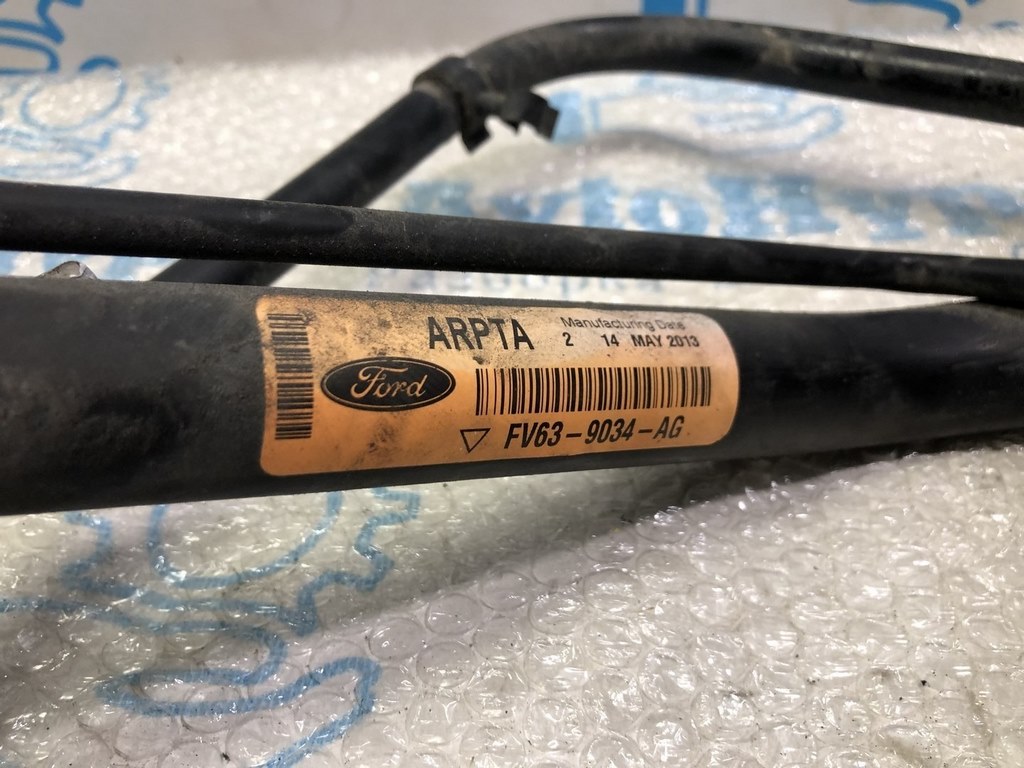 ARPTA
Manufacturing Date
2 14 MAY 2013
Ford
FV63-9034-AG